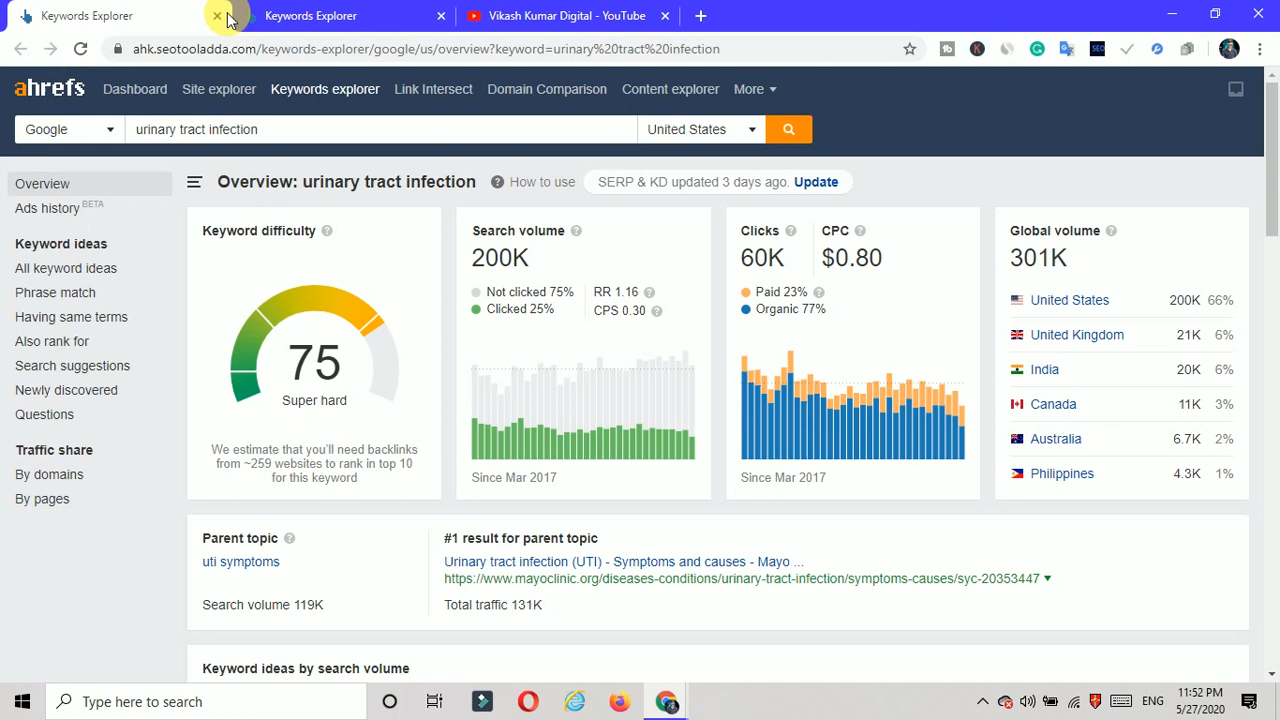 Keywords Explorer
Keywords Explorer
Vikash Kumar Digital - YouTube
ahk.seotooladda.com/keywords-explorer/google/us/overview?keyword=urinary%20tract%20infection
ahrefs
Dashboard
Site explorer
Keywords explorer
Link Intersect
Domain Comparison
Content explorer
More
Google
urinary tract infection
United States
Overview
Ads history BETA
Keyword ideas
All keyword ideas
Phrase match
Having same terms
Also rank for
Search suggestions
Newly discovered
Questions
Traffic share
By domains
By pages
Overview: urinary tract infection
? How to use
SERP & KD updated 3 days ago. Update
Keyword difficulty ?
75
Super hard
We estimate that you'll need backlinks
from ~259 websites to rank in top 10
for this keyword
Search volume ?
200K
Not clicked 75%
Clicked 25%
RR 1.16 ?
CPS 0.30 ?
Since Mar 2017
Clicks ?
60K
CPC ?
$0.80
Paid 23% ?
Organic 77%
Since Mar 2017
Global volume ?
301K
United States 200K 66%
United Kingdom 21K 6%
India 20K 6%
Canada 11K 3%
Australia 6.7K 2%
Philippines 4.3K 1%
Parent topic ?
uti symptoms
Search volume 119K
#1 result for parent topic
Urinary tract infection (UTI) - Symptoms and causes - Mayo ...
https://www.mayoclinic.org/diseases-conditions/urinary-tract-infection/symptoms-causes/syc-20353447
Total traffic 131K
Keyword ideas by search volume
Type here to search
ENG
11:52 PM
5/27/2020